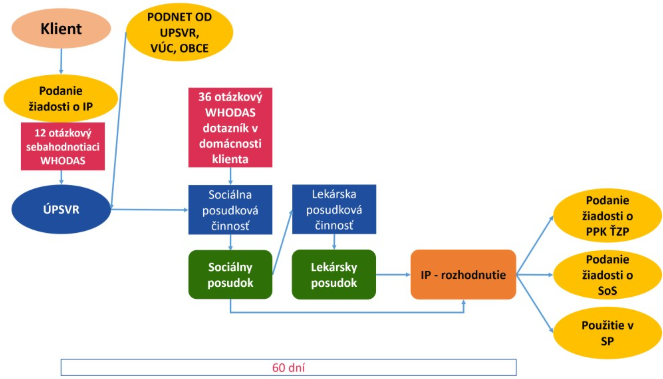 Klient
PODNET OD
UPSVR,
VÚC, OBCE
Podanie
žiadosti o IP
12 otázkový
sebahodnotiaci
WHODAS
ÚPSVR
36 otázkový
WHODAS
dotazník v
domácnosti
klienta
Sociálna
posudková
činnosť
Lekárska
posudková
činnosť
Sociálny
posudok
Lekársky
posudok
IP - rozhodnutie
Podanie
žiadosti o
PPK ŤZP
Podanie
žiadosti o
SoS
Použitie v
SP
60 dní